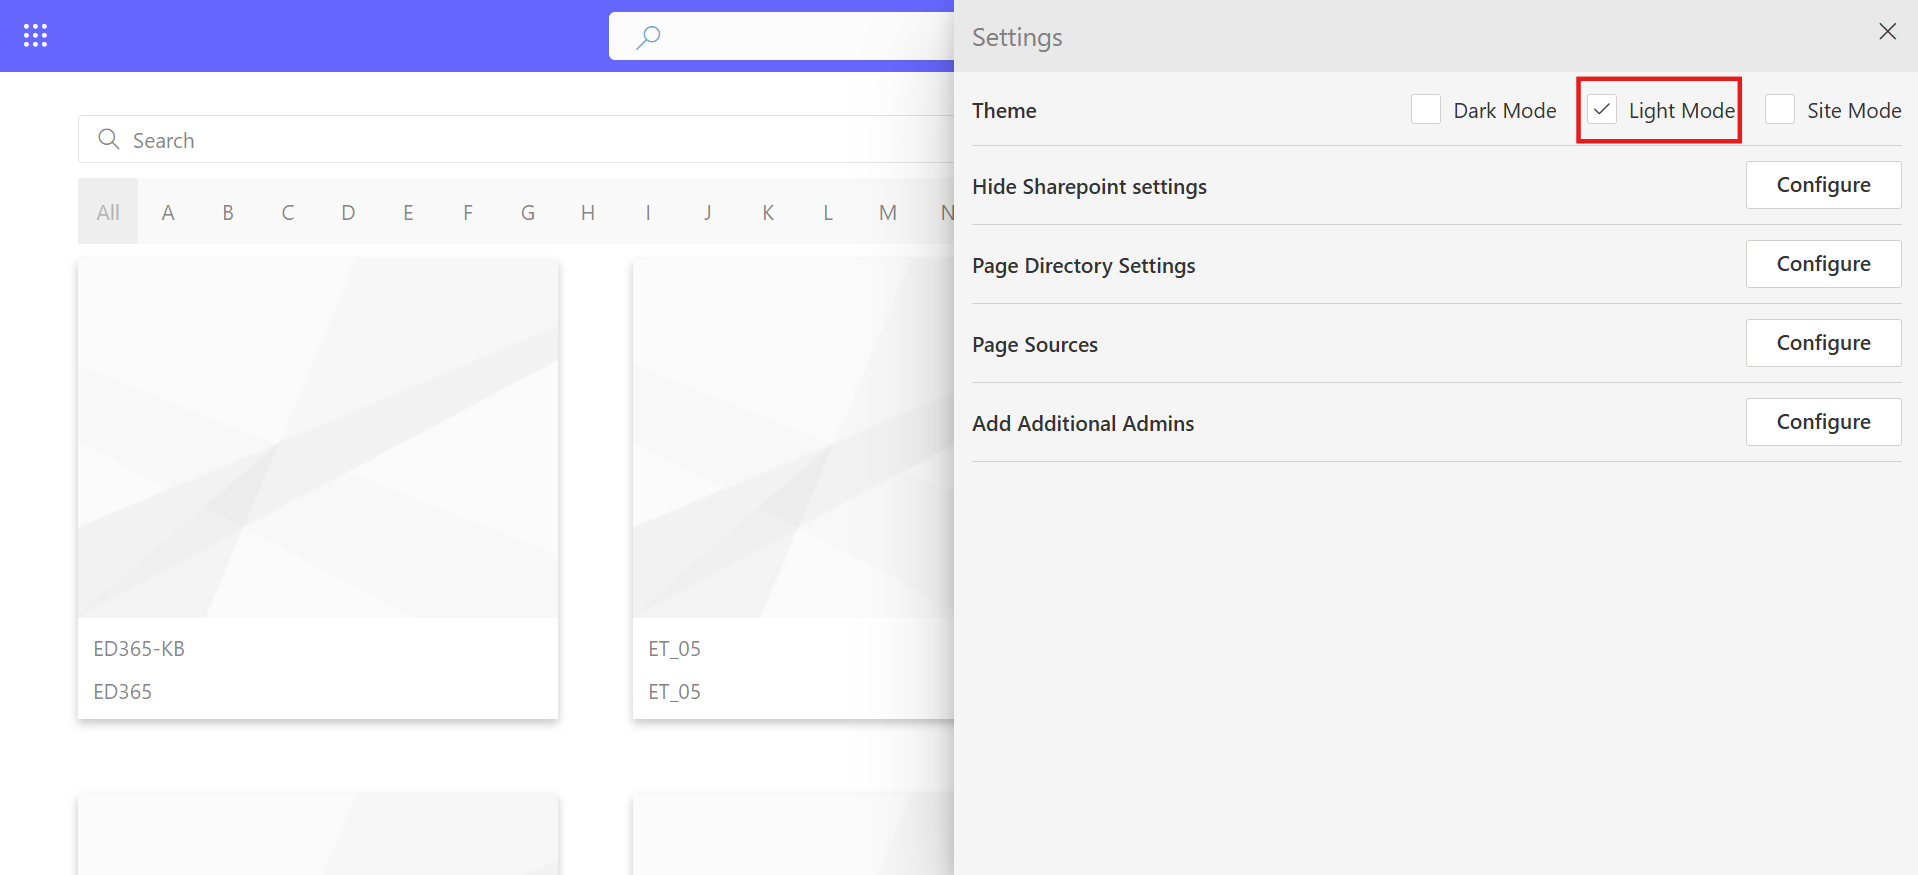 Settings
Theme
Dark Mode
Light Mode
Site Mode
Search
All A B C D E F G H I J K L M N
Hide Sharepoint settings
Configure
Page Directory Settings
Configure
Page Sources
Configure
Add Additional Admins
Configure
ED365-KB
ED365
ET_05
ET_05